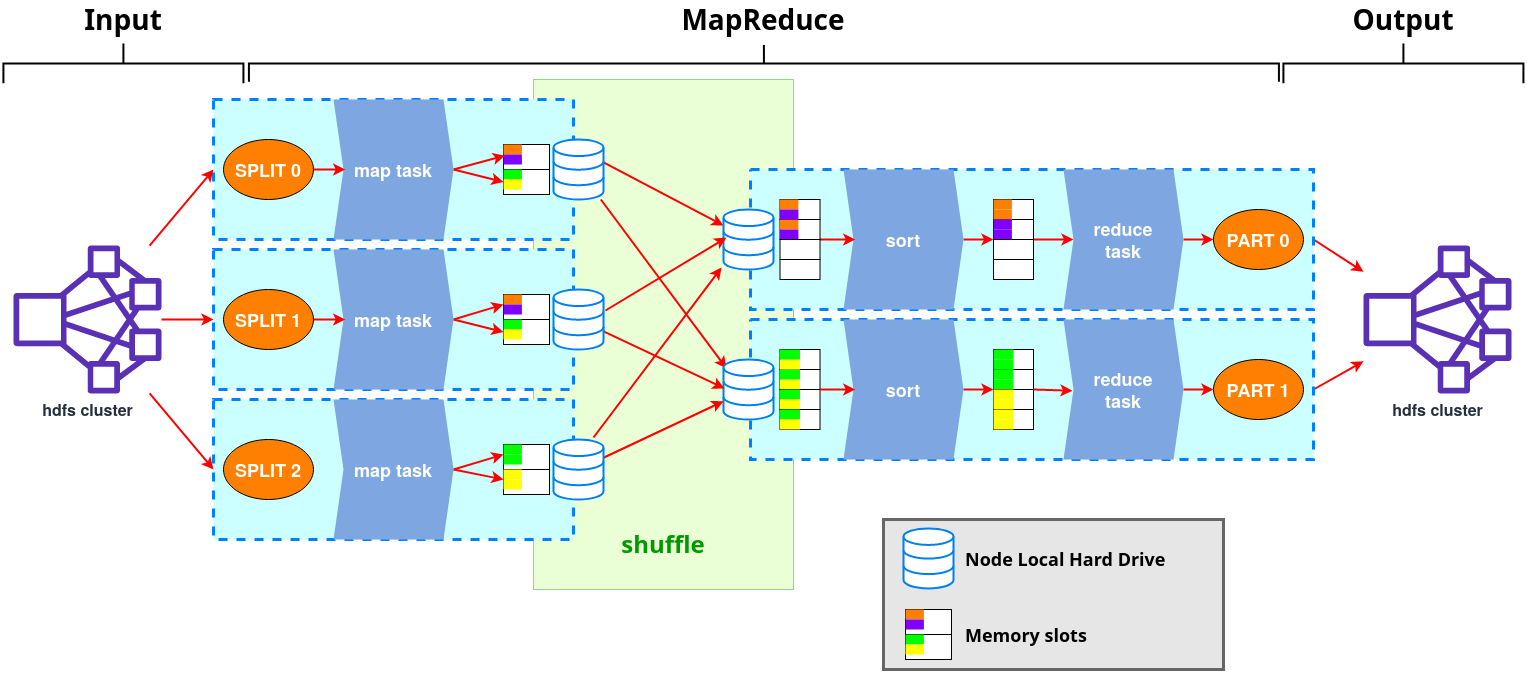 Input
MapReduce
Output
SPLIT 0
map task
SPLIT 1
map task
SPLIT 2
map task
hdfs cluster
shuffle
sort
reduce
task
PART 0
sort
reduce
task
PART 1
hdfs cluster
Node Local Hard Drive
Memory slots